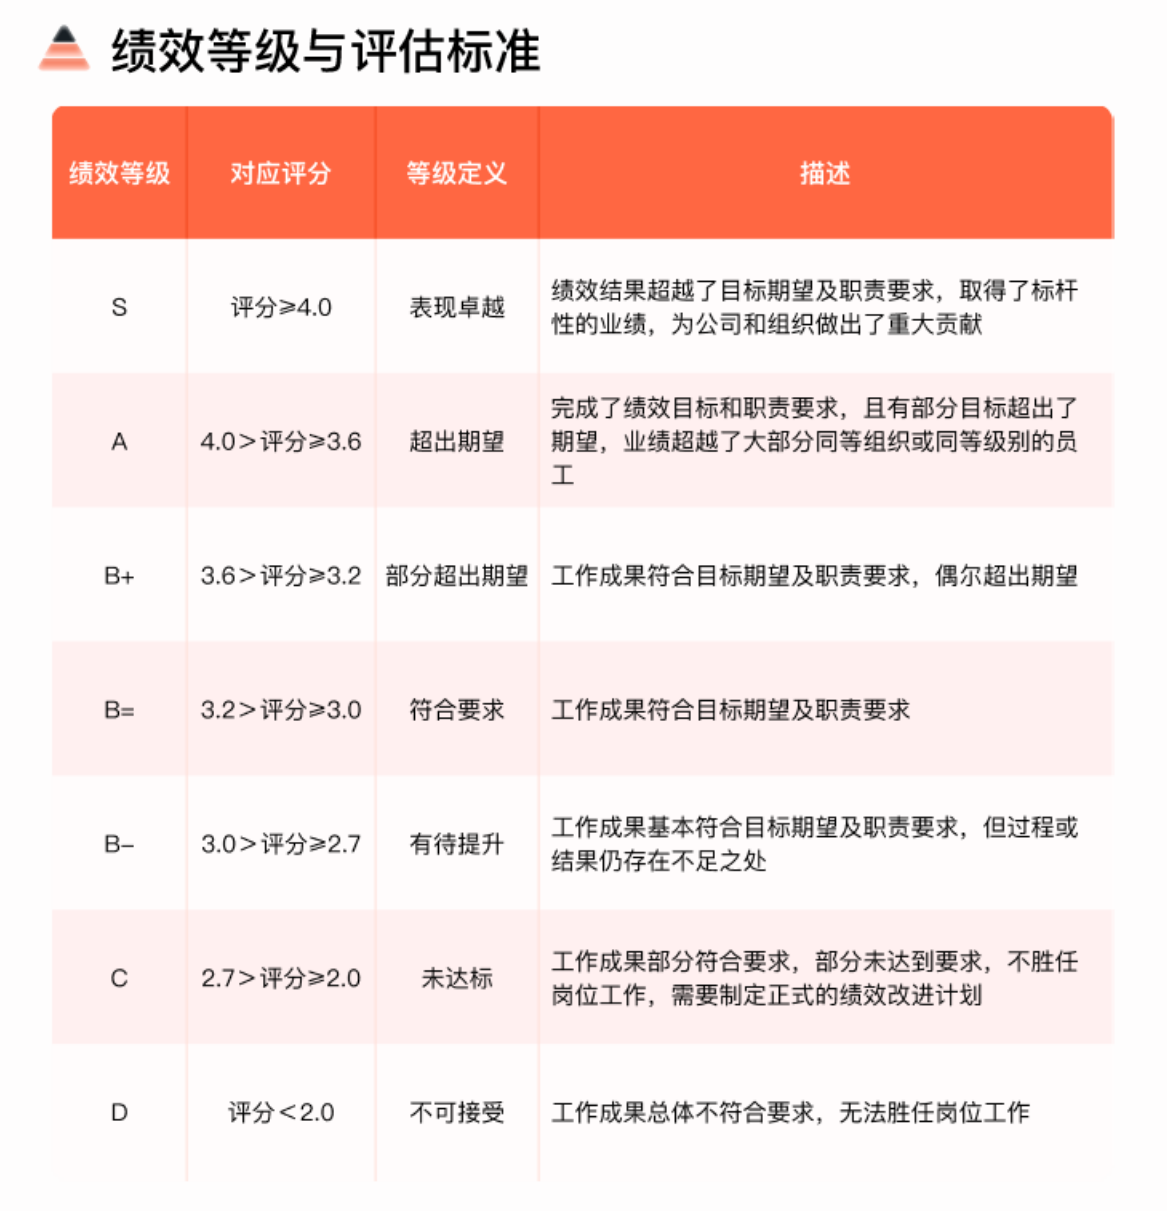 绩效等级与评估标准
绩效等级 对应评分 等级定义 描述
S 评分≥4.0 表现卓越 绩效结果超越了目标期望及职责要求，取得了标杆
性的业绩，为公司和组织做出了重大贡献
A 4.0＞评分≥3.6 超出期望 完成了绩效目标和职责要求，且有部分目标超出了
期望，业绩超越了大部分同等组织或同等级别的员
工
B+ 3.6＞评分≥3.2 部分超出期望 工作成果符合目标期望及职责要求，偶尔超出期望
B= 3.2＞评分≥3.0 符合要求 工作成果符合目标期望及职责要求
B– 3.0＞评分≥2.7 有待提升 工作成果基本符合目标期望及职责要求，但过程或
结果仍存在不足之处
C 2.7＞评分≥2.0 未达标 工作成果部分符合要求，部分未达到要求，不胜任
岗位工作，需要制定正式的绩效改进计划
D 评分＜2.0 不可接受 工作成果总体不符合要求，无法胜任岗位工作